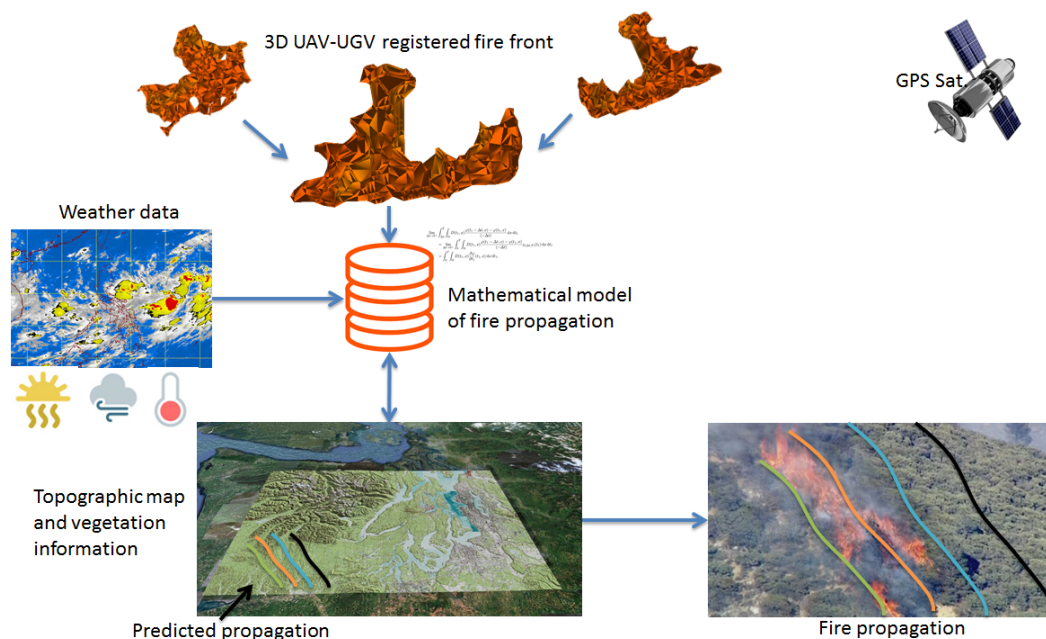 3D UAV-UGV registered fire front
GPS Sat.
Weather data
Mathematical model
of fire propagation
Topographic map
and vegetation
information
Predicted propagation
Fire propagation